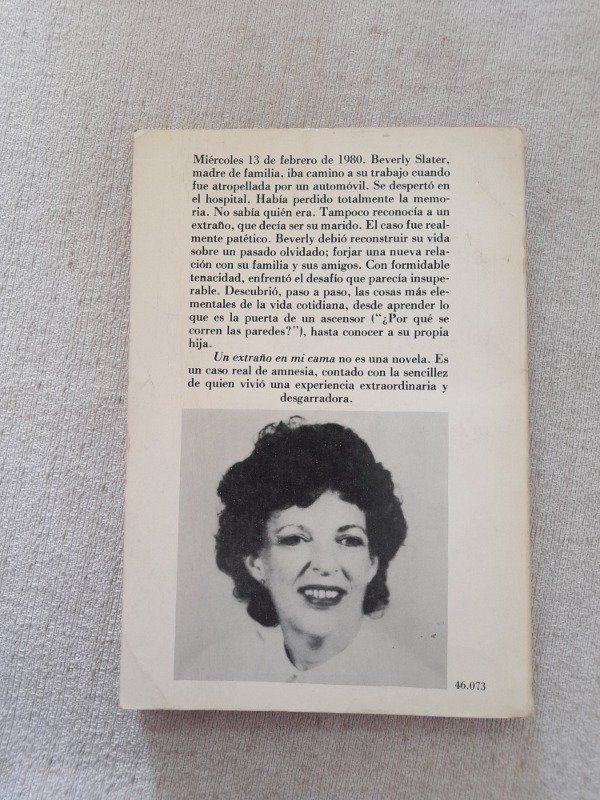 Miércoles 13 de febrero de 1980. Beverly Slater,
madre de familia, iba camino a su trabajo cuando
fue atropellada por un automóvil. Se despertó en
el hospital. Había perdido totalmente la memo-
ria. No sabía quién era. Tampoco reconocía a un
extraño, que decía ser su marido. El caso fue real-
mente patético. Beverly debió reconstruir su vida
sobre un pasado olvidado; forjar una nueva rela-
ción con su familia y sus amigos. Con formidable
tenacidad, enfrentó el desafío que parecía insupe-
rable. Descubrió, paso a paso, las cosas más ele-
mentales de la vida cotidiana, desde aprender lo
que es la puerta de un ascensor (“¿Por qué se
corren las paredes?”), hasta conocer a su propia
hija.
Un extraño en mi cama no es una novela. Es
un caso real de amnesia, contado con la sencillez
de quien vivió una experiencia extraordinaria y
desgarradora.
46.073